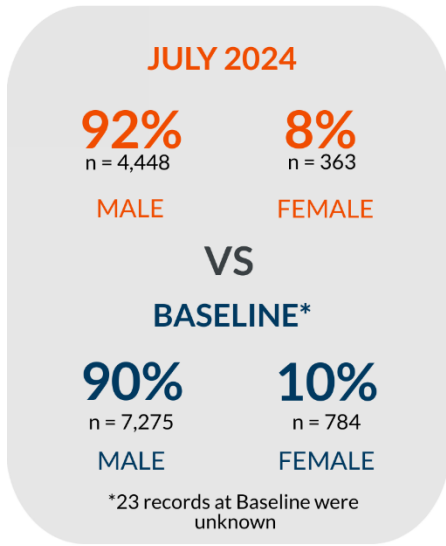 JULY 2024
92% 8%
n = 4,448 n = 363
MALE FEMALE
VS
BASELINE*
90% 10%
n = 7,275 n = 784
MALE FEMALE
*23 records at Baseline were
unknown